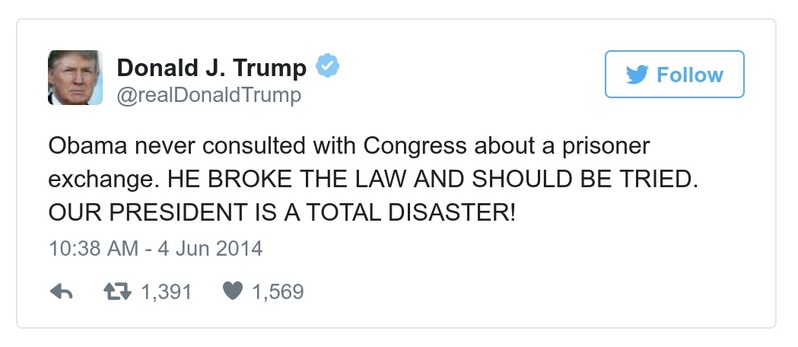 Donald J. Trump
@realDonaldTrump
Follow
Obama never consulted with Congress about a prisoner
exchange. HE BROKE THE LAW AND SHOULD BE TRIED.
OUR PRESIDENT IS A TOTAL DISASTER!
10:38 AM - 4 Jun 2014
1,391 1,569